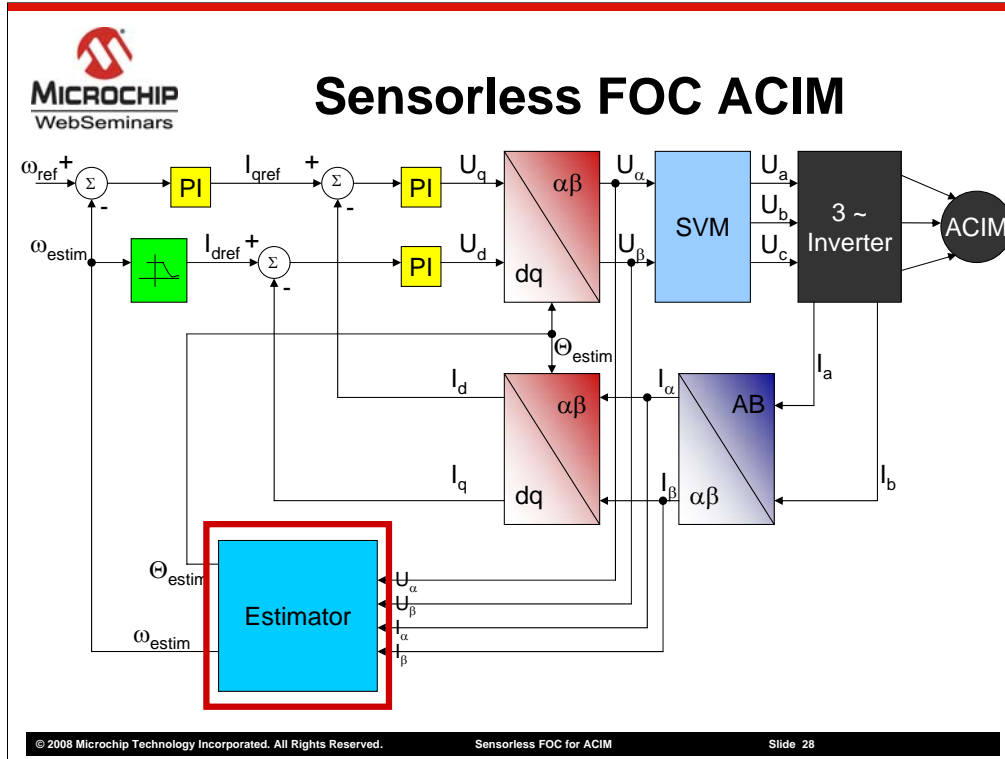 MICROCHIP
WebSeminars
Sensorless FOC ACIM
ωref + Σ - PI Iqref + Σ - PI Uq αβ dq Uα SVM Ua Ub Uc 3 ~ Inverter ACIM
ωestim Idref + Σ - PI Ud Uβ
Θestim
Id αβ dq Iα AB αβ Ia
Iq Iβ Ib
Θestim Estimator Uα
Uβ
Iα
ωestim Iβ
© 2008 Microchip Technology Incorporated. All Rights Reserved. Sensorless FOC for ACIM Slide 28